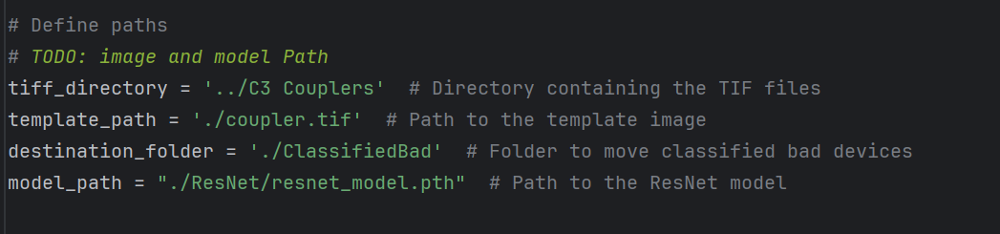 # Define paths
# TODO: image and model Path
tiff_directory = '../C3 Couplers'  # Directory containing the TIF files
template_path = './coupler.tif'  # Path to the template image
destination_folder = './ClassifiedBad'  # Folder to move classified bad devices
model_path = "./ResNet/resnet_model.pth"  # Path to the ResNet model